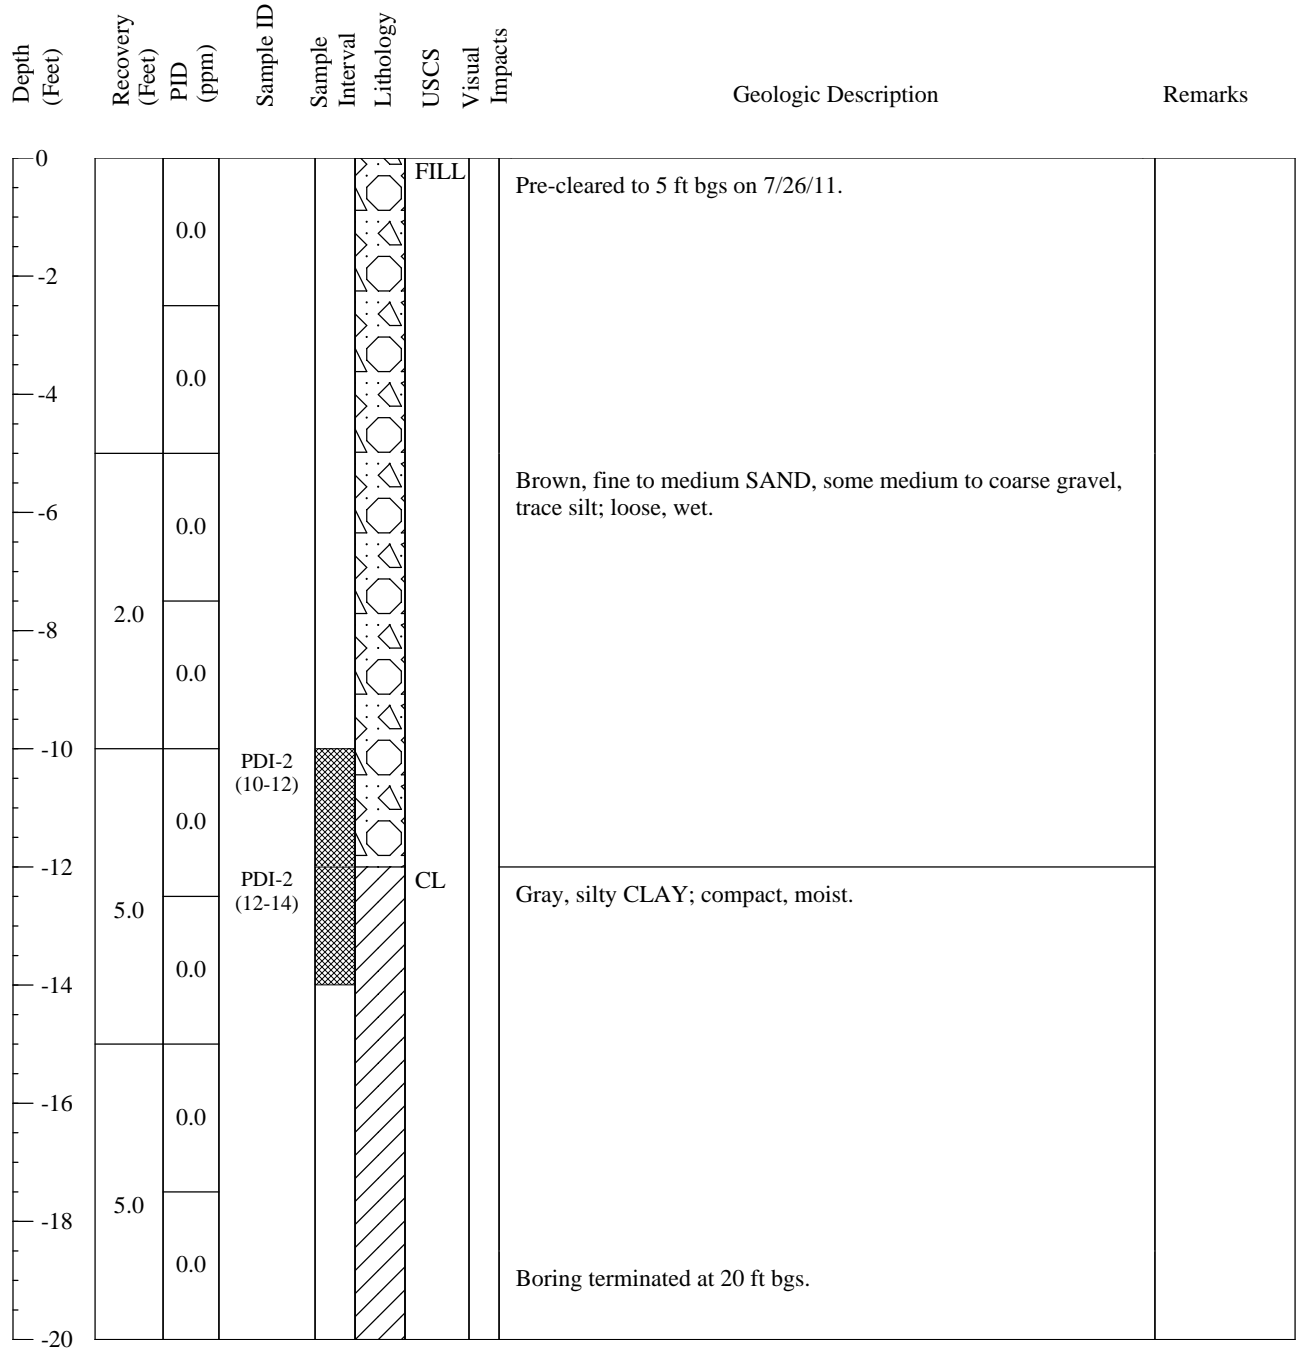 Depth
(Feet)
Recovery
(Feet)
PID
(ppm)
Sample ID
Sample
Interval
Lithology
USCS
Visual
Impacts
Geologic Description
Remarks
0
FILL
Pre-cleared to 5 ft bgs on 7/26/11.
0.0
-2
0.0
-4
Brown, fine to medium SAND, some medium to coarse gravel,
trace silt; loose, wet.
-6
0.0
2.0
-8
0.0
-10
PDI-2
(10-12)
0.0
-12
PDI-2
(12-14)
CL
Gray, silty CLAY; compact, moist.
5.0
0.0
-14
-16
0.0
5.0
-18
0.0
Boring terminated at 20 ft bgs.
-20